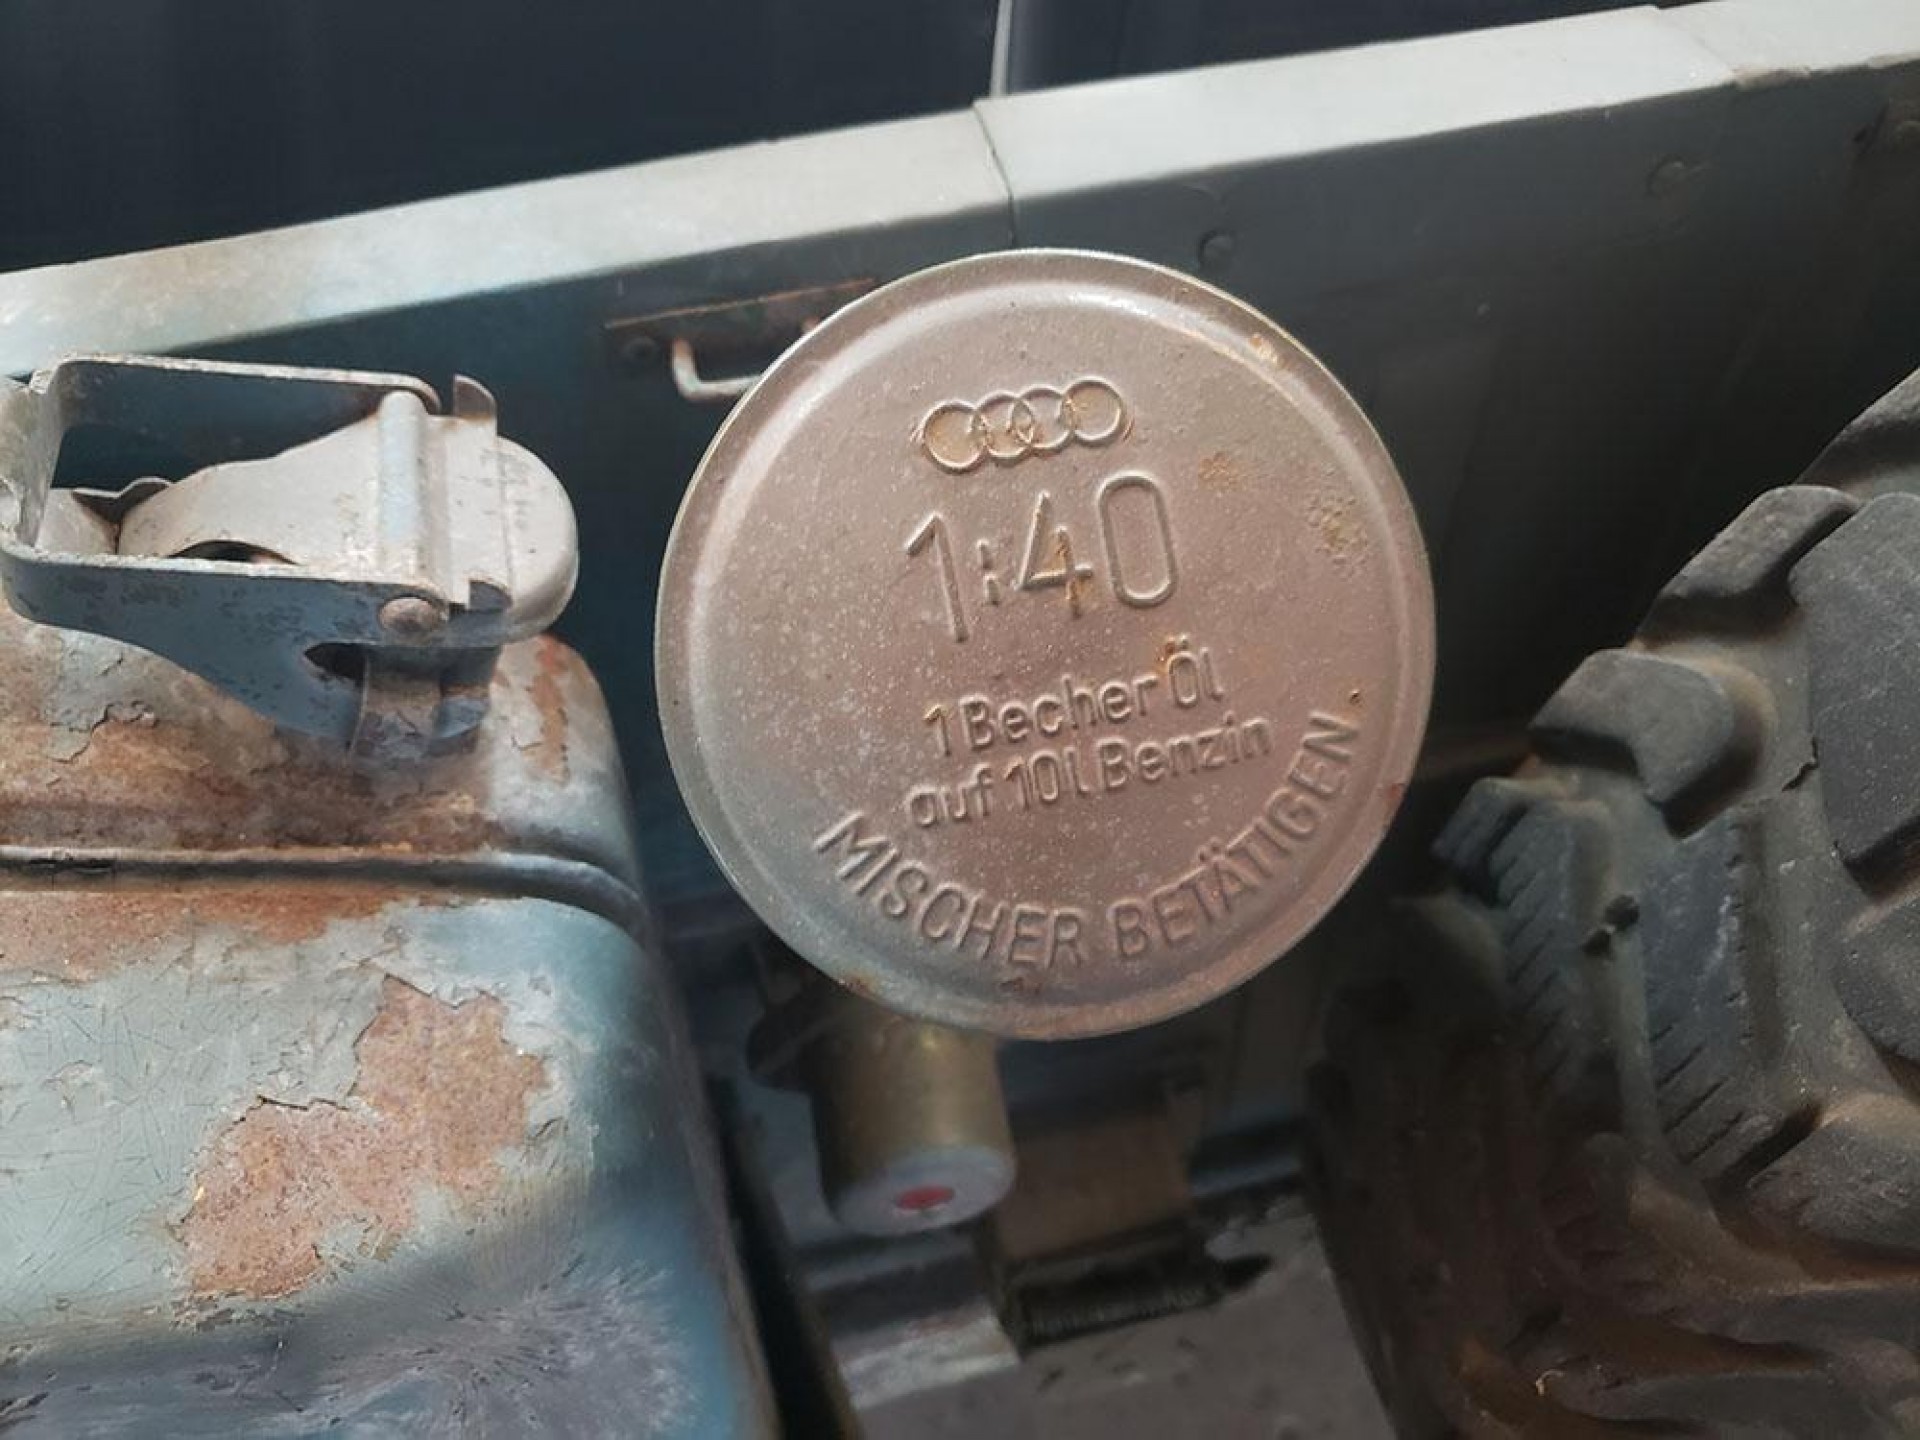 1:40
1 Becher Öl
auf 10 l. Benzin
MISCHER BETÄTIGEN